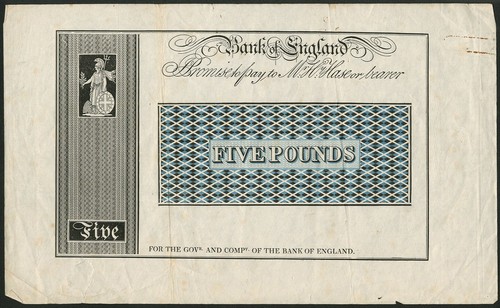 Bank of England
Promise to pay to Mr. H. Hase or bearer
FIVE POUNDS
Five
FOR THE GOVR. AND COMPY. OF THE BANK OF ENGLAND.